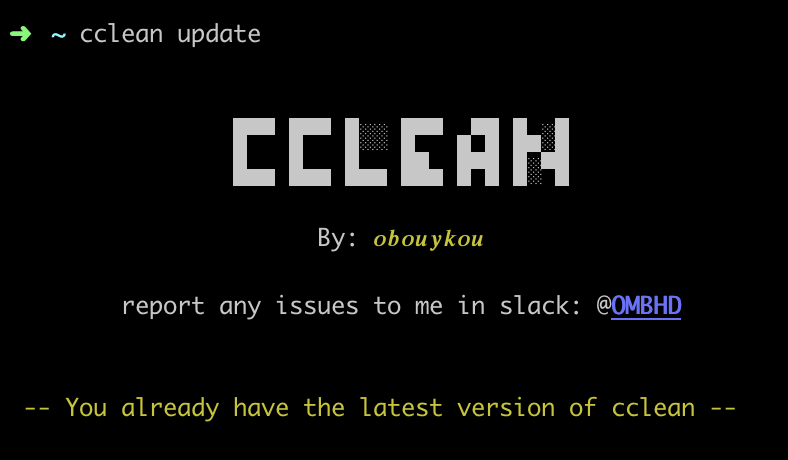 ➜ ~ cclean update
CCLEAN
By: obouykou
report any issues to me in slack: @OMBHD
-- You already have the latest version of cclean --